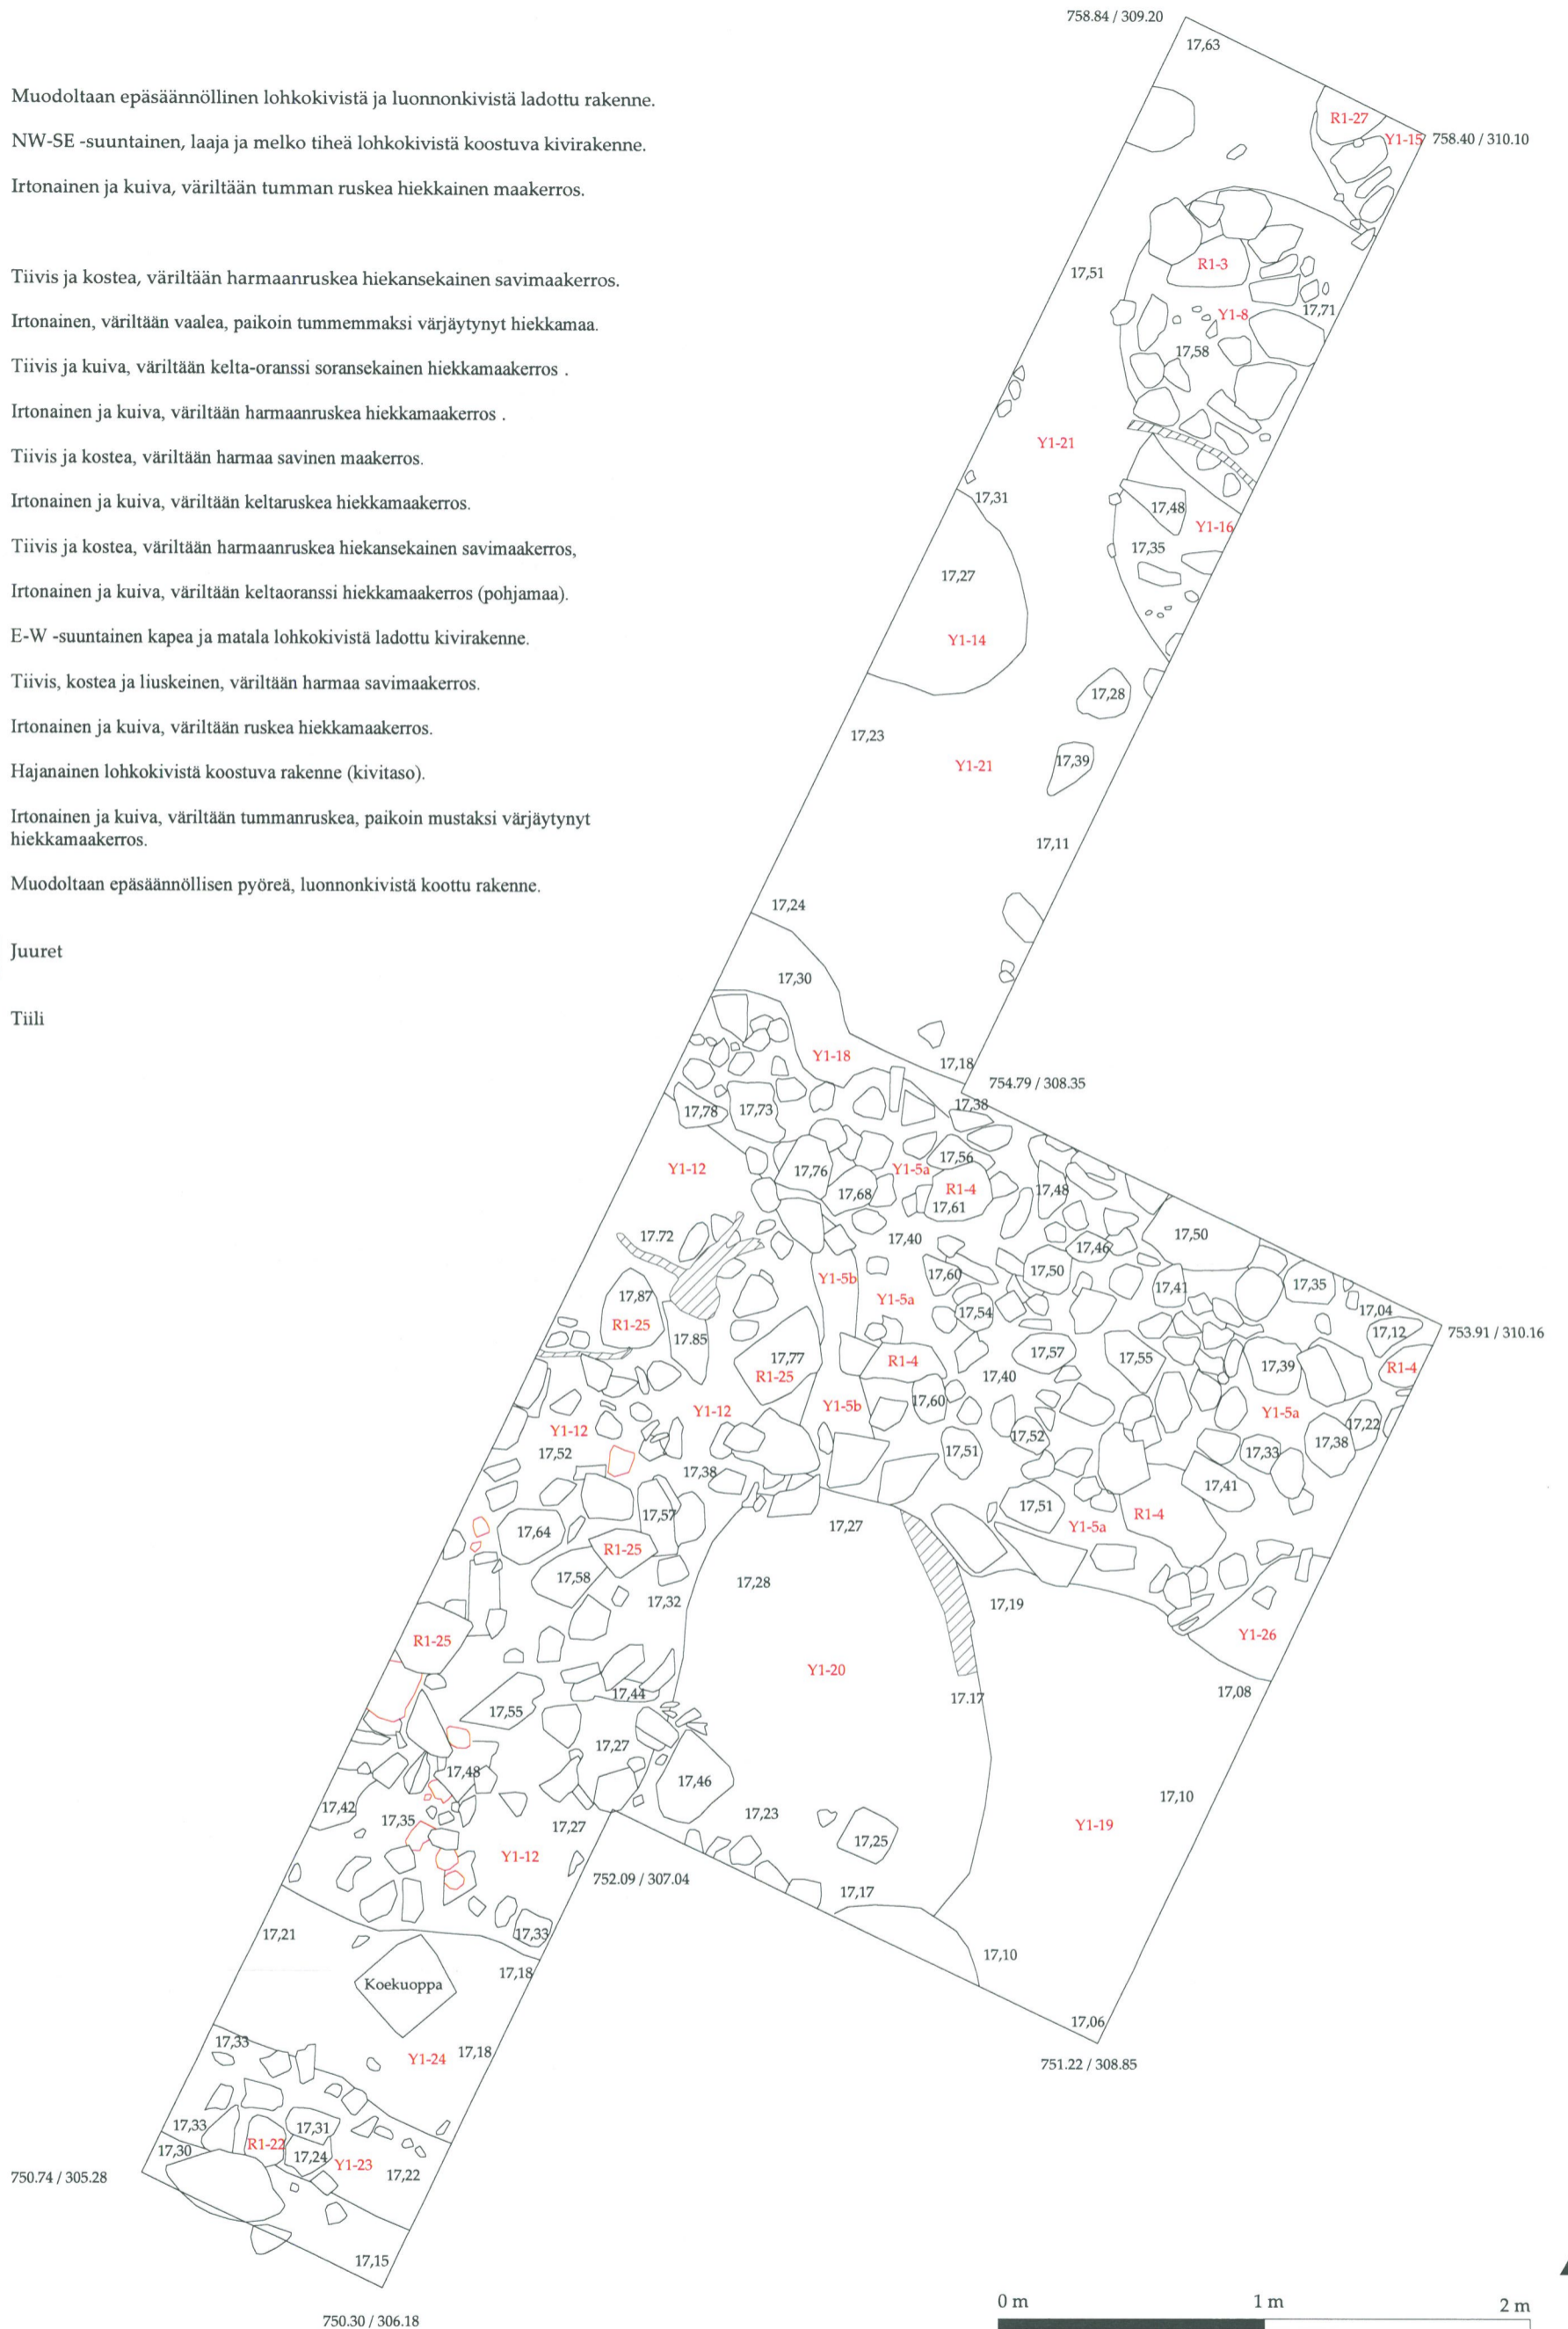 Muodoltaan epäsäännöllinen lohkokivistä ja luonnonkivistä ladottu rakenne.
NW-SE -suuntainen, laaja ja melko tiheä lohkokivistä koostuva kivirakenne.
Irtonainen ja kuiva, väriltään tumman ruskea hiekkainen maakerros.
Tiivis ja kostea, väriltään harmaanruskea hiekansekainen savimaakerros.
Irtonainen, väriltään vaalea, paikoin tummemmaksi värjäytynyt hiekkamaa.
Tiivis ja kuiva, väriltään kelta-oranssi soransekainen hiekkamaakerros .
Irtonainen ja kuiva, väriltään harmaanruskea hiekkamaakerros .
Tiivis ja kostea, väriltään harmaa savinen maakerros.
Irtonainen ja kuiva, väriltään keltaruskea hiekkamaakerros.
Tiivis ja kostea, väriltään harmaanruskea hiekansekainen savimaakerros,
Irtonainen ja kuiva, väriltään keltaoranssi hiekkamaakerros (pohjamaa).
E-W -suuntainen kapea ja matala lohkokivistä ladottu kivirakenne.
Tiivis, kostea ja liuskeinen, väriltään harmaa savimaakerros.
Irtonainen ja kuiva, väriltään ruskea hiekkamaakerros.
Hajanainen lohkokivistä koostuva rakenne (kivitaso).
Irtonainen ja kuiva, väriltään tummanruskea, paikoin mustaksi värjäytynyt
hiekkamaakerros.
Muodoltaan epäsäännöllisen pyöreä, luonnonkivistä koottu rakenne.
Juuret
Tiili
758.84 / 309.20
17,63
R1-27
Y1-15
758.40 / 310.10
R1-3
17,51
Y1-8
17,71
17,58
Y1-21
17,31
17,48
Y1-16
17,35
17,27
Y1-14
17,28
17,23
Y1-21
17,39
17,11
17,24
17,30
Y1-18
17,18
754.79 / 308.35
17,38
17,78
17,73
17,56
Y1-12
17,76
Y1-5a
17,68
R1-4
17,48
17,61
17.72
17,40
17,46
17,50
Y1-5b
17,60
17,50
17,41
17,35
17,87
Y1-5a
17,54
17,04
R1-25
17.85
17,12
753.91 / 310.16
17,77
R1-4
17,57
17,55
17,39
R1-4
R1-25
17,40
Y1-12
Y1-5b
17,60
Y1-5a
17,22
Y1-12
17,52
17,38
17,52
17,51
17,33
17,38
17,41
17,57
17,51
R1-4
17,64
17,27
Y1-5a
R1-25
17,58
17,28
17,32
17,19
R1-25
Y1-26
Y1-20
17,44
17.17
17,08
17,55
17,27
17,48
17,46
17,42
17,35
17,27
17,23
17,10
17,25
Y1-19
Y1-12
752.09 / 307.04
17,17
17,21
17,33
17,10
17,18
Koekuoppa
17,06
17,33
Y1-24
17,18
751.22 / 308.85
17,33
17,31
17,30
R1-22
17,24
Y1-23
17,22
750.74 / 305.28
17,15
750.30 / 306.18
0 m
1 m
2 m